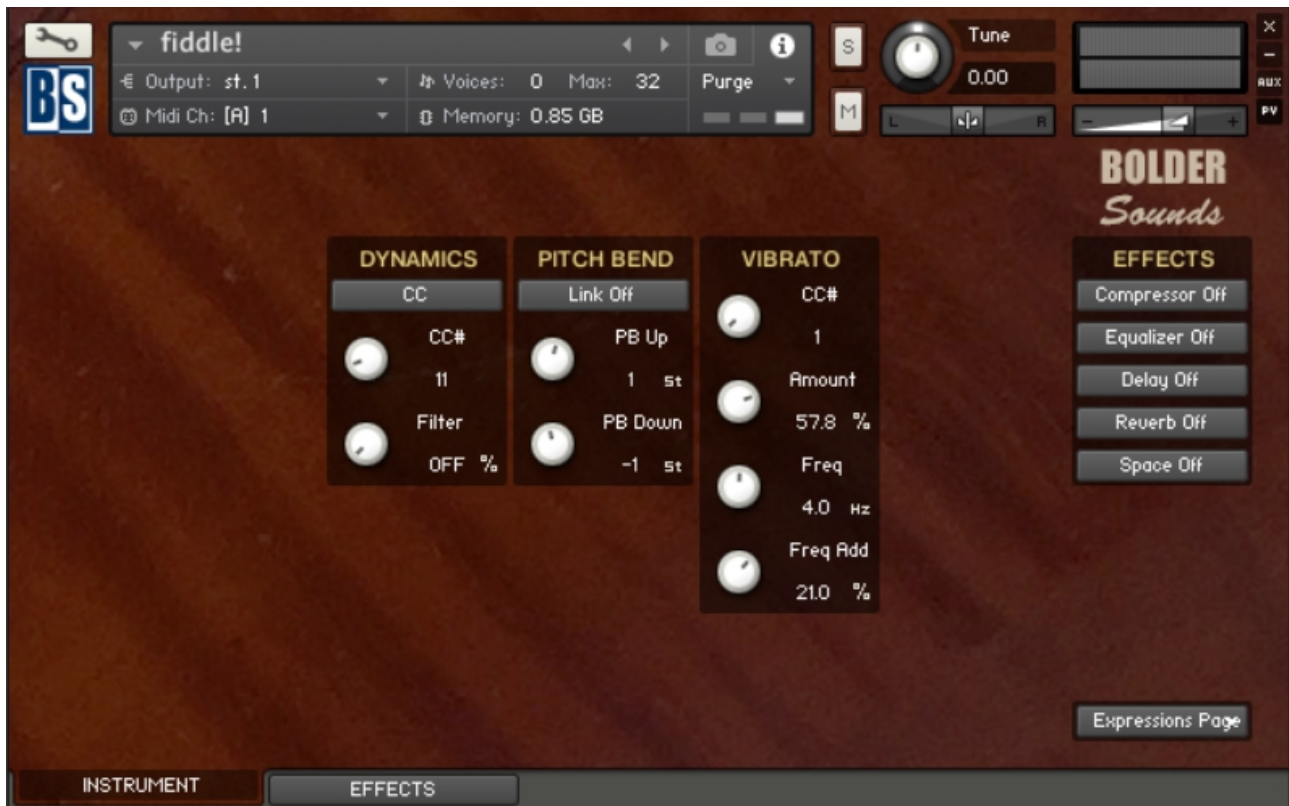 fiddle!
Output: st. 1
Voices: 0 Max: 32
Purge
Midi Ch: [A] 1
Memory: 0.85 GB
S
M
Tune
0.00
L R
- +
×
–
AUX
PV
BS
BOLDER
Sounds
DYNAMICS
CC
CC#
11
Filter
OFF %
PITCH BEND
Link Off
PB Up
1 st
PB Down
-1 st
VIBRATO
CC#
1
Amount
57.8 %
Freq
4.0 Hz
Freq Add
21.0 %
EFFECTS
Compressor Off
Equalizer Off
Delay Off
Reverb Off
Space Off
Expressions Page
INSTRUMENT
EFFECTS